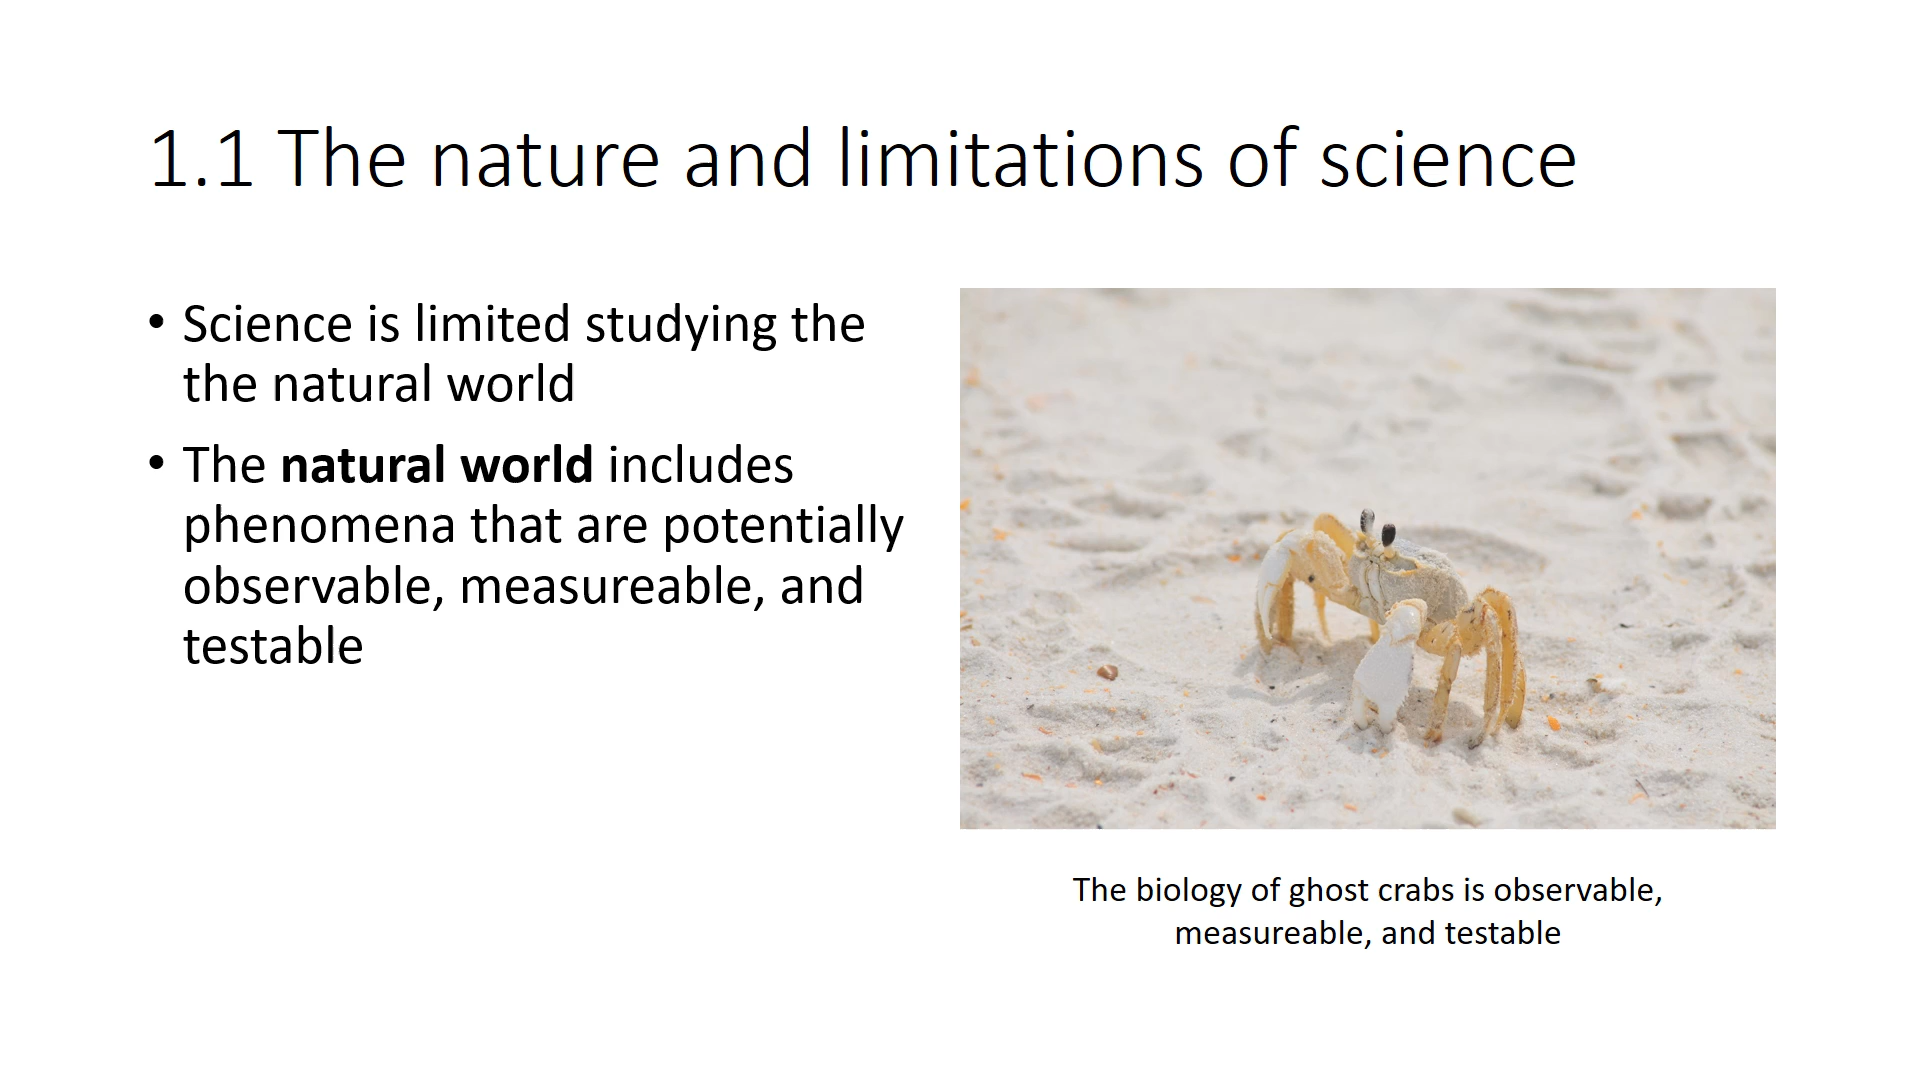 1.1 The nature and limitations of science
• Science is limited studying the
the natural world
• The natural world includes
phenomena that are potentially
observable, measureable, and
testable
The biology of ghost crabs is observable,
measureable, and testable